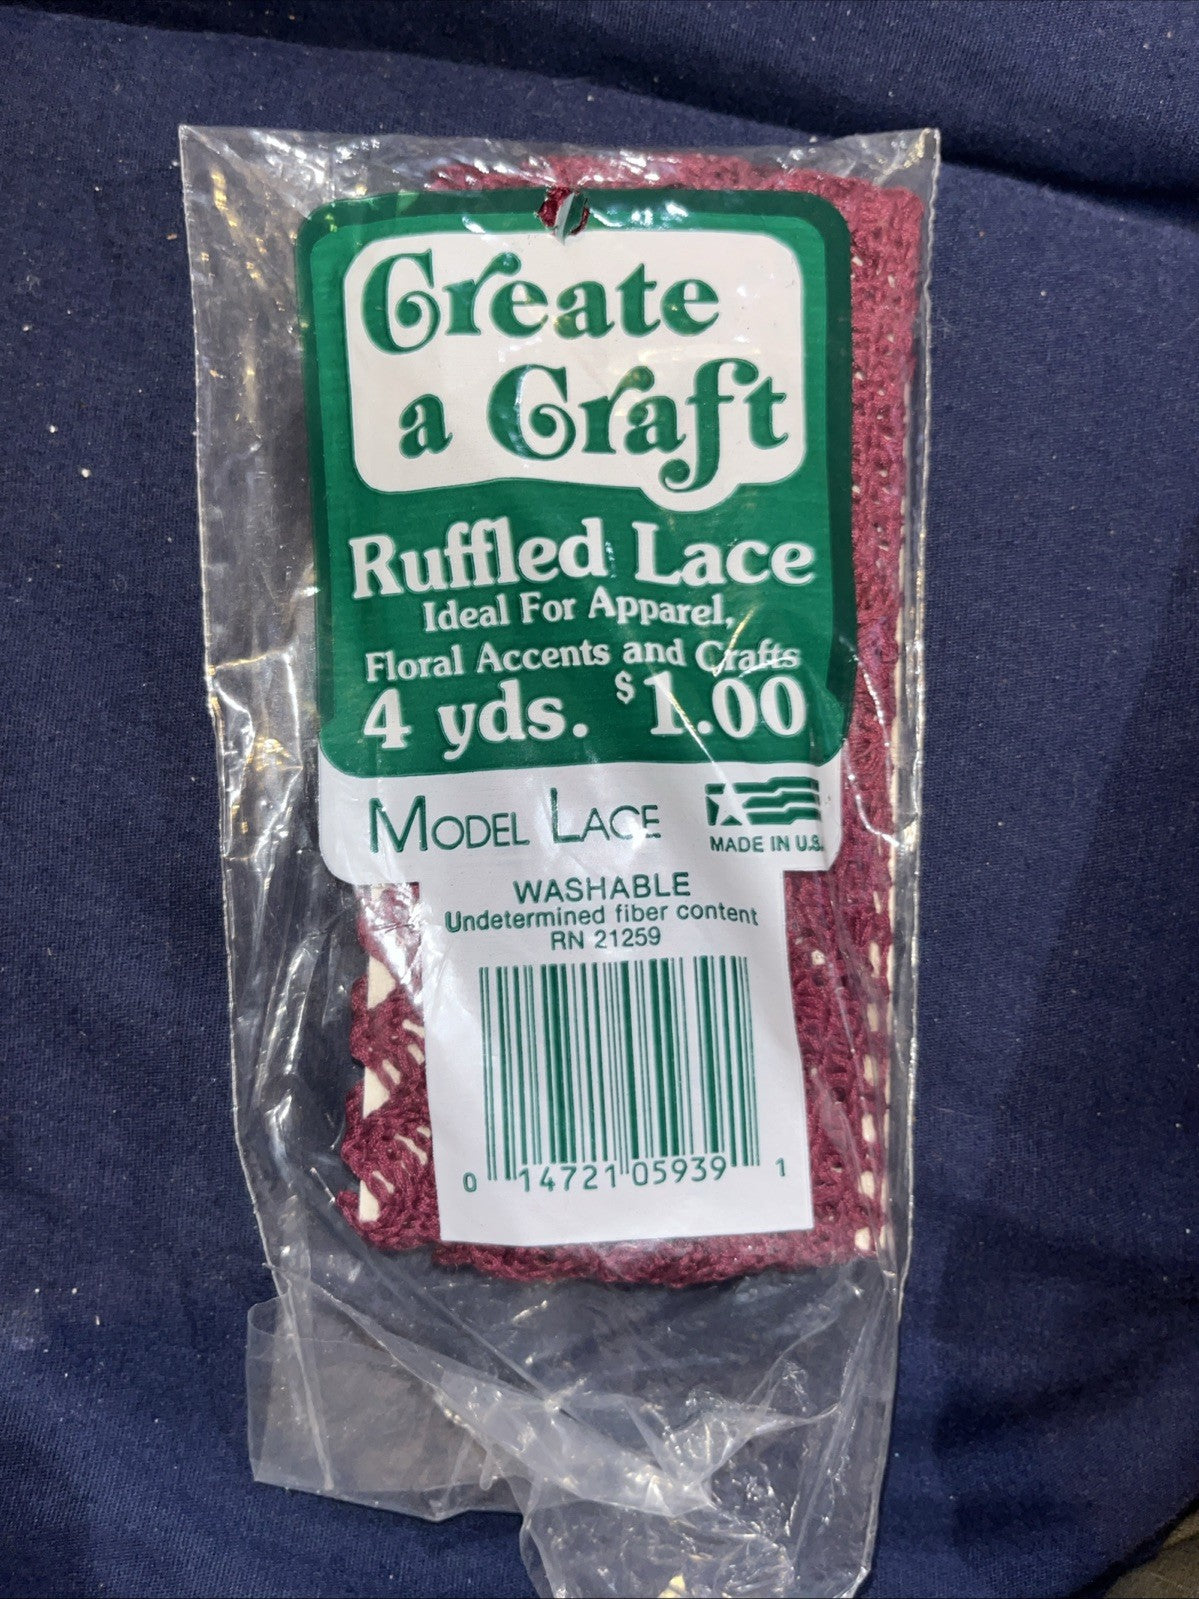 Create
a Craft
Ruffled Lace
Ideal For Apparel,
Floral Accents and Crafts
4 yds. $1.00
MODEL LACE
MADE IN U.S.
WASHABLE
Undetermined fiber content
RN 21259
0 14721 05939 1